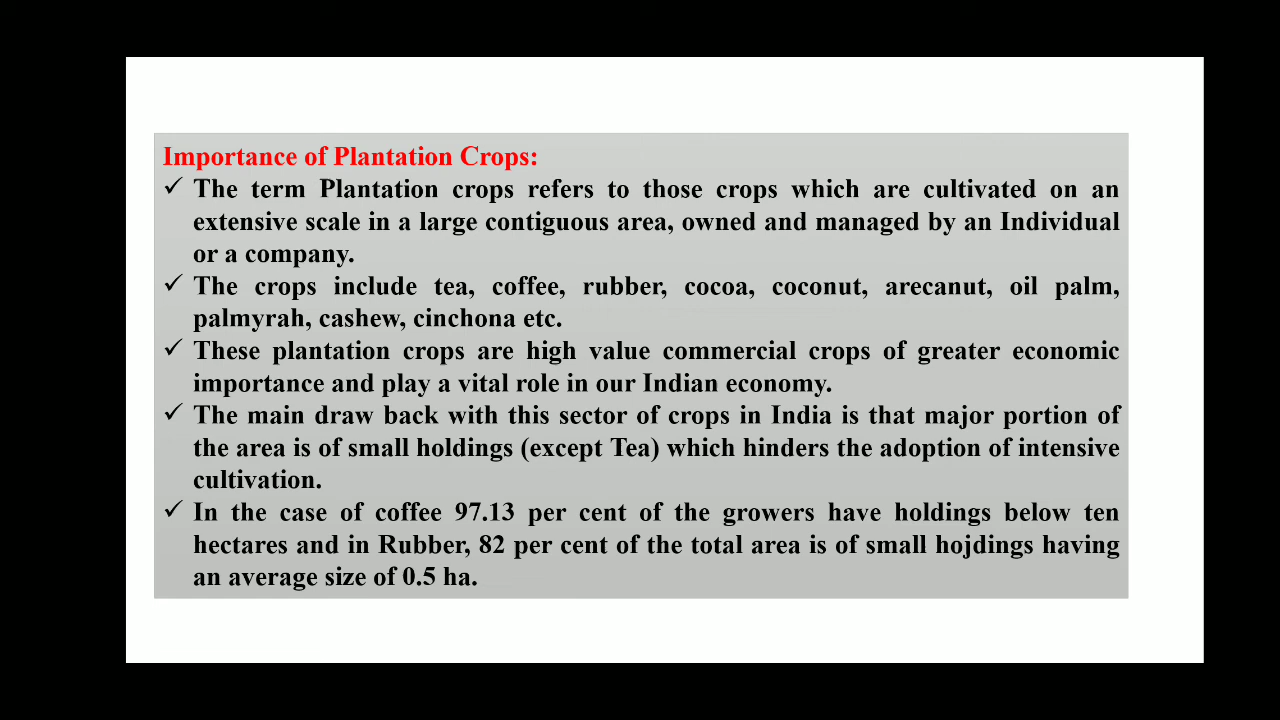 Importance of Plantation Crops:
✓ The term Plantation crops refers to those crops which are cultivated on an
extensive scale in a large contiguous area, owned and managed by an Individual
or a company.
✓ The crops include tea, coffee, rubber, cocoa, coconut, arecanut, oil palm,
palmyrah, cashew, cinchona etc.
✓ These plantation crops are high value commercial crops of greater economic
importance and play a vital role in our Indian economy.
✓ The main draw back with this sector of crops in India is that major portion of
the area is of small holdings (except Tea) which hinders the adoption of intensive
cultivation.
✓ In the case of coffee 97.13 per cent of the growers have holdings below ten
hectares and in Rubber, 82 per cent of the total area is of small hojdings having
an average size of 0.5 ha.